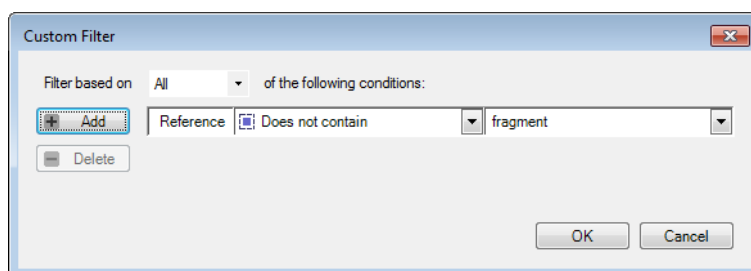 Custom Filter
Filter based on All of the following conditions:
Add Reference Does not contain fragment
Delete
OK Cancel